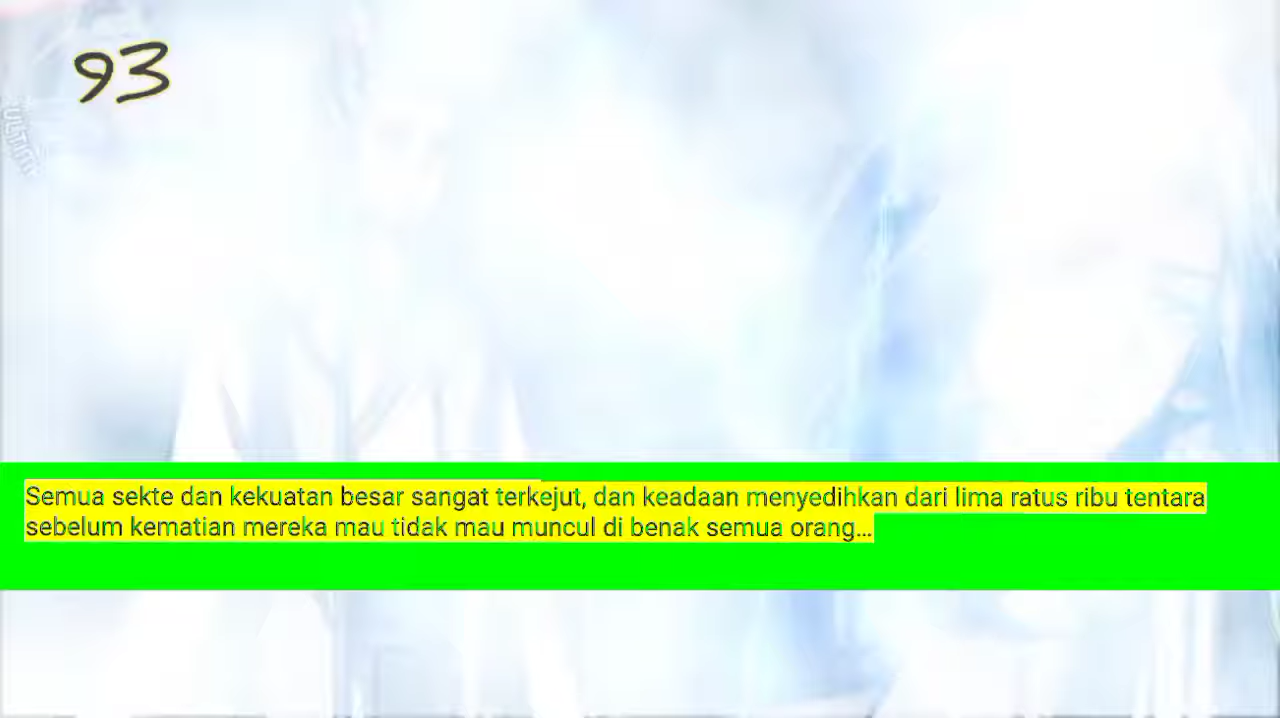 93
Semua sekte dan kekuatan besar sangat terkejut, dan keadaan menyedihkan dari lima ratus ribu tentara
sebelum kematian mereka mau tidak mau muncul di benak semua orang...